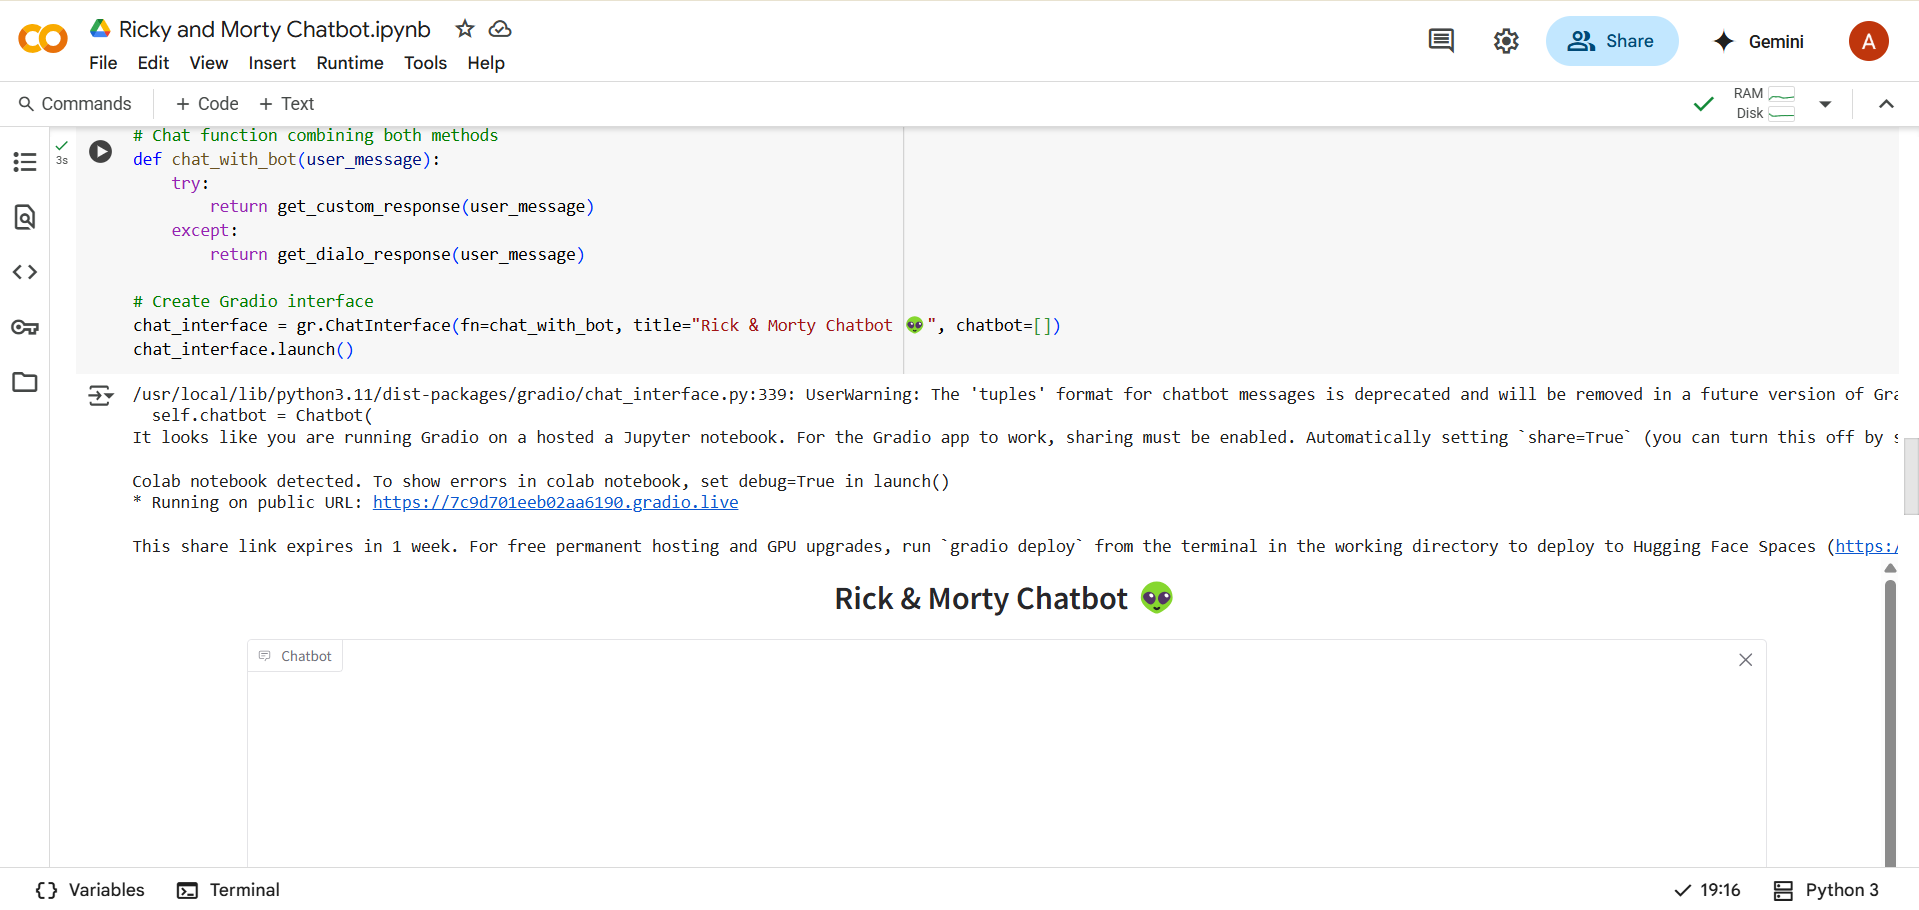 Ricky and Morty Chatbot.ipynb
File Edit View Insert Runtime Tools Help
Share
Gemini
A
Commands + Code + Text
RAM
Disk
3s
# Chat function combining both methods
def chat_with_bot(user_message):
    try:
        return get_custom_response(user_message)
    except:
        return get_dialo_response(user_message)
# Create Gradio interface
chat_interface = gr.ChatInterface(fn=chat_with_bot, title="Rick & Morty Chatbot 👽", chatbot=[])
chat_interface.launch()
/usr/local/lib/python3.11/dist-packages/gradio/chat_interface.py:339: UserWarning: The 'tuples' format for chatbot messages is deprecated and will be removed in a future version of Gra
  self.chatbot = Chatbot(
It looks like you are running Gradio on a hosted a Jupyter notebook. For the Gradio app to work, sharing must be enabled. Automatically setting `share=True` (you can turn this off by s
Colab notebook detected. To show errors in colab notebook, set debug=True in launch()
* Running on public URL: https://7c9d701eeb02aa6190.gradio.live
This share link expires in 1 week. For free permanent hosting and GPU upgrades, run `gradio deploy` from the terminal in the working directory to deploy to Hugging Face Spaces (https:/
Rick & Morty Chatbot 👽
Chatbot
Variables Terminal
19:16 Python 3